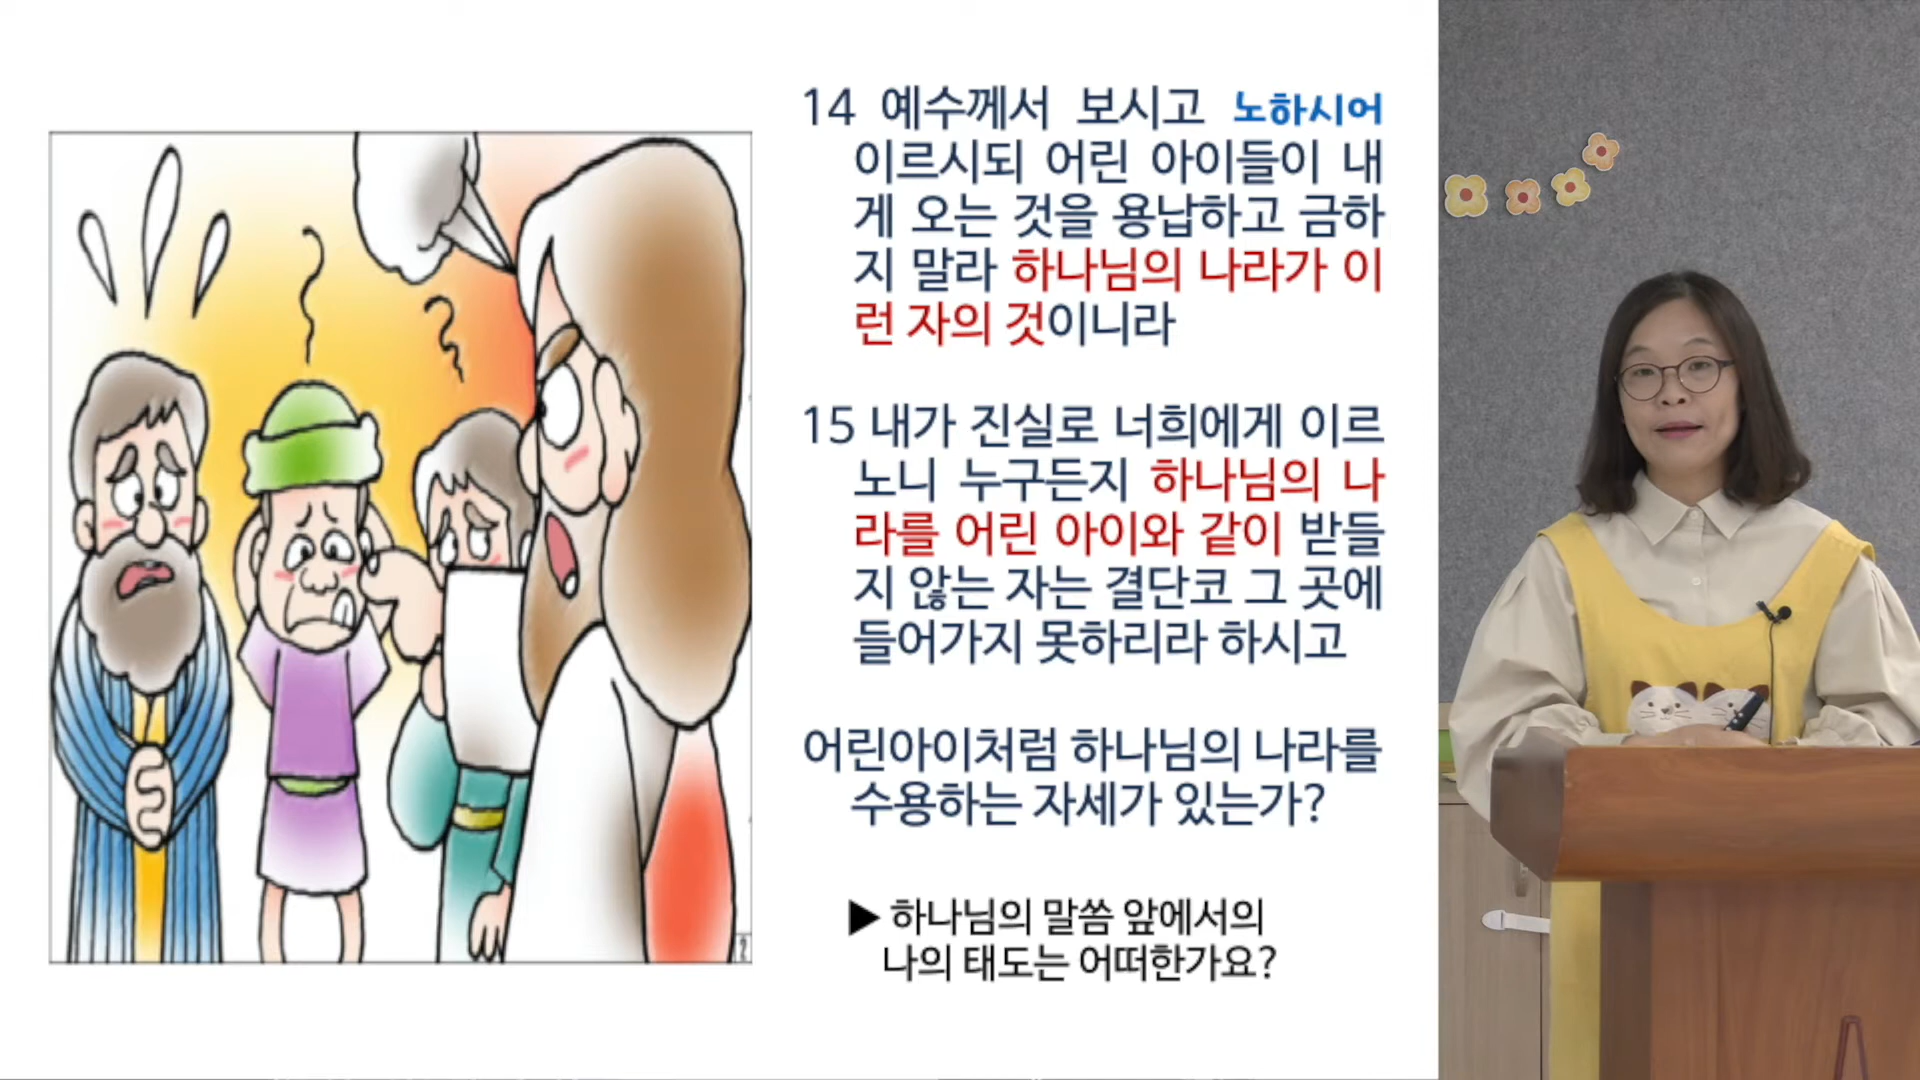 14 예수께서 보시고 노하시어
이르시되 어린 아이들이 내
게 오는 것을 용납하고 금하
지 말라 하나님의 나라가 이
런 자의 것이니라
15 내가 진실로 너희에게 이르
노니 누구든지 하나님의 나
라를 어린 아이와 같이 받들
지 않는 자는 결단코 그 곳에
들어가지 못하리라 하시고
어린아이처럼 하나님의 나라를
수용하는 자세가 있는가?
▶ 하나님의 말씀 앞에서의
나의 태도는 어떠한가요?